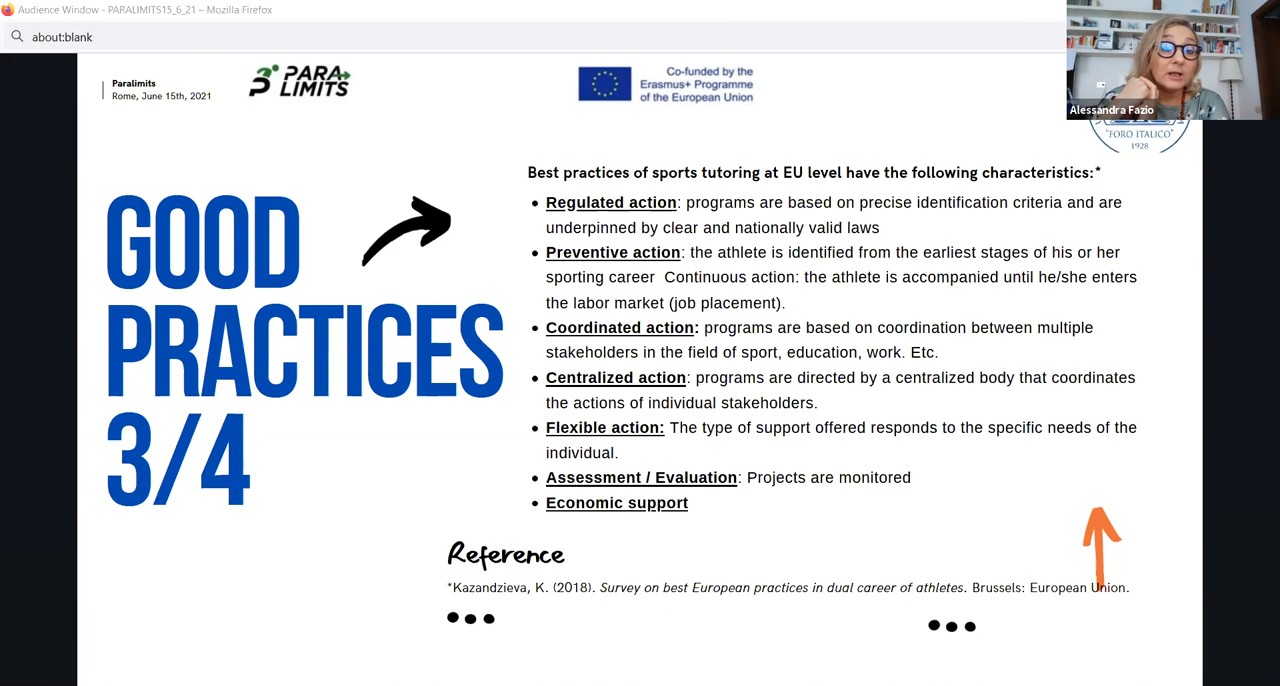 Audience Window - PARALIMITS15_6_21 – Mozilla Firefox
about:blank
Paralimits
Rome, June 15th, 2021
PARA
LIMITS
Co-funded by the
Erasmus+ Programme
of the European Union
Alessandra Fazio
"FORO ITALICO"
1928
GOOD
PRACTICES
3/4
Best practices of sports tutoring at EU level have the following characteristics:*
Regulated action: programs are based on precise identification criteria and are
underpinned by clear and nationally valid laws
Preventive action: the athlete is identified from the earliest stages of his or her
sporting career  Continuous action: the athlete is accompanied until he/she enters
the labor market (job placement).
Coordinated action: programs are based on coordination between multiple
stakeholders in the field of sport, education, work. Etc.
Centralized action: programs are directed by a centralized body that coordinates
the actions of individual stakeholders.
Flexible action: The type of support offered responds to the specific needs of the
individual.
Assessment / Evaluation: Projects are monitored
Economic support
Reference
*Kazandzieva, K. (2018). Survey on best European practices in dual career of athletes. Brussels: European Union.